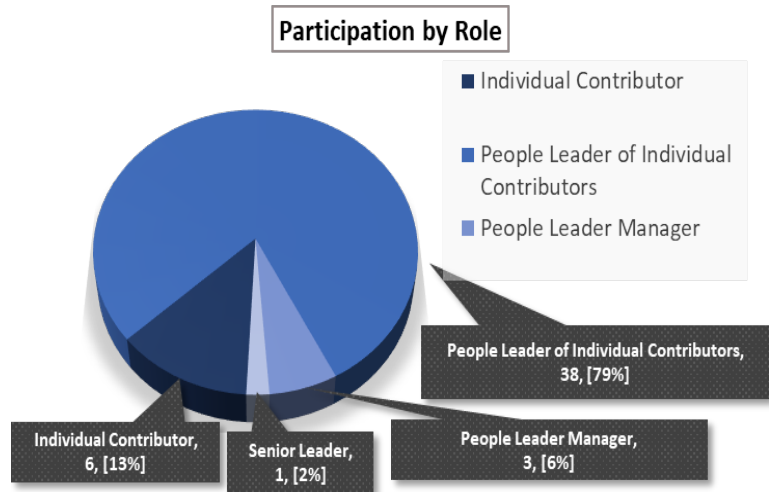 Participation by Role
Individual Contributor
People Leader of Individual
Contributors
People Leader Manager
People Leader of Individual Contributors,
38, [79%]
Individual Contributor,
6, [13%]
Senior Leader,
1, [2%]
People Leader Manager,
3, [6%]